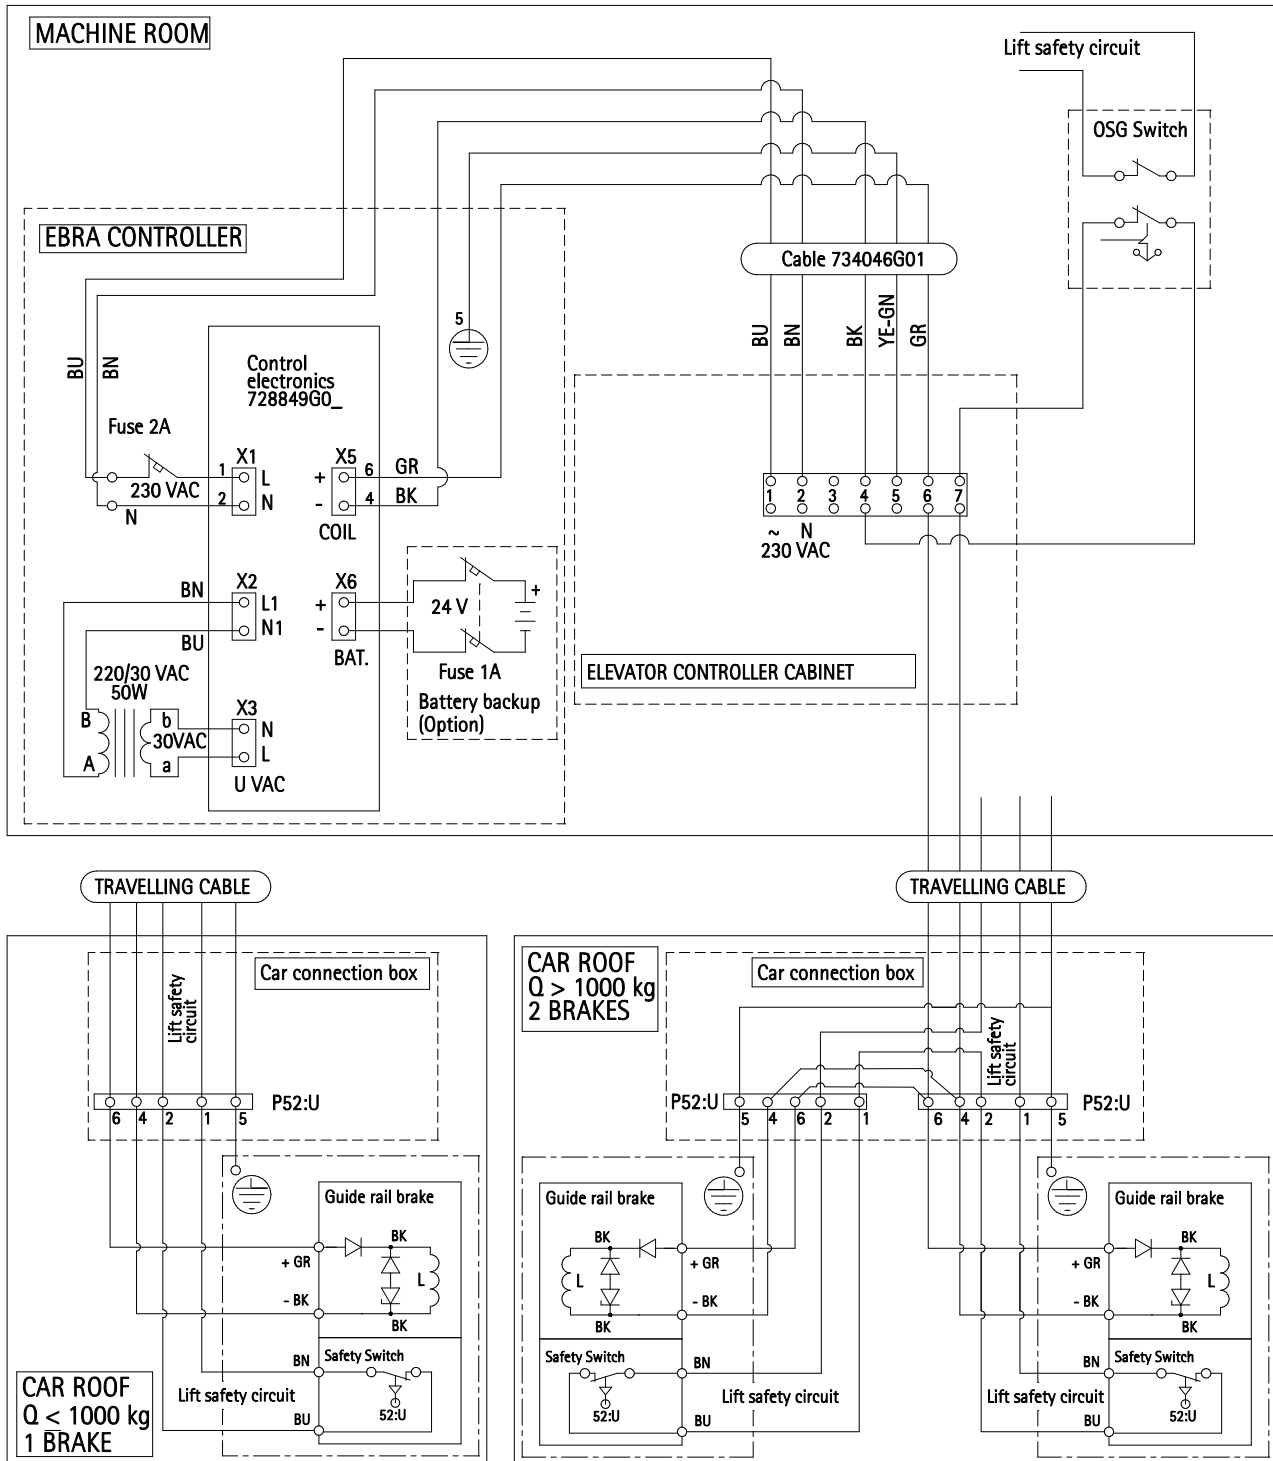 MACHINE ROOM
Lift safety circuit
OSG Switch
EBRA CONTROLLER
Cable 734046G01
BU
BN
BK
YE-GN
GR
5
BU
BN
Control
electronics
728849G0_
Fuse 2A
X1
X5
1
L
+
6
GR
230 VAC
2
N
-
4
BK
N
COIL
1
2
3
4
5
6
7
~
N
230 VAC
BN
X2
X6
L1
+
24 V
+
N1
-
BU
BAT.
Fuse 1A
ELEVATOR CONTROLLER CABINET
220/30 VAC
50W
Battery backup
(Option)
B
b
X3
N
30VAC
A
a
L
U VAC
TRAVELLING CABLE
TRAVELLING CABLE
Car connection box
Lift safety
circuit
P52:U
6
4
2
1
5
Guide rail brake
BK
+ GR
L
- BK
BK
BN
Safety Switch
Lift safety circuit
52:U
BU
CAR ROOF
Q ≤ 1000 kg
1 BRAKE
CAR ROOF
Q > 1000 kg
2 BRAKES
Car connection box
Lift safety
circuit
P52:U
5
4
6
2
1
P52:U
6
4
2
1
5
Guide rail brake
BK
+ GR
L
- BK
BK
Safety Switch
BN
52:U
Lift safety circuit
BU
Guide rail brake
BK
+ GR
L
- BK
BK
BN
Safety Switch
Lift safety circuit
52:U
BU